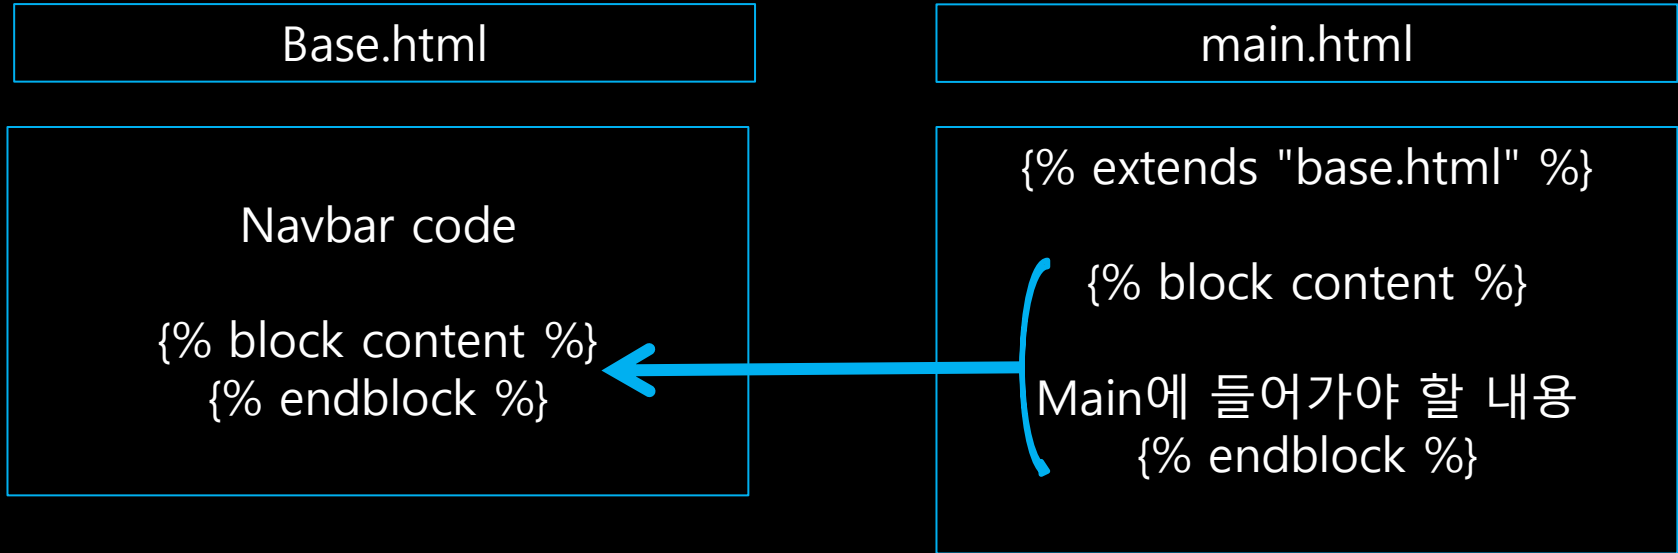 Base.html
Navbar code
{% block content %}
{% endblock %}
main.html
{% extends "base.html" %}
{% block content %}
Main에 들어가야 할 내용
{% endblock %}